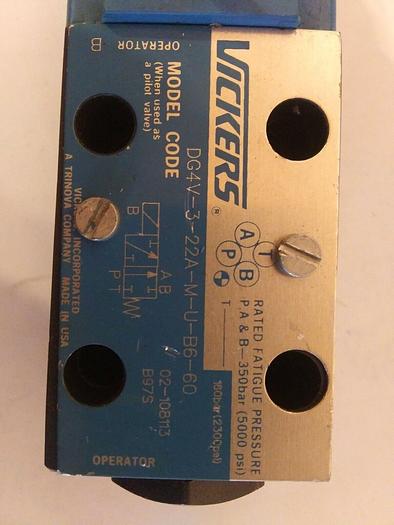 B
OPERATOR
VICKERS®
MODEL CODE
(When used as
a pilot valve)
DG4V-3-22A-M-U-B6-60
A B
B
P T
02-108113
B97S
VICKERS INCORPORATED
A TRINOVA COMPANY MADE IN USA
T
A B
P
RATED FATIGUE PRESSURE
P.A & B-350bar (5000 psi)
T
160bar(2300psi)
OPERATOR